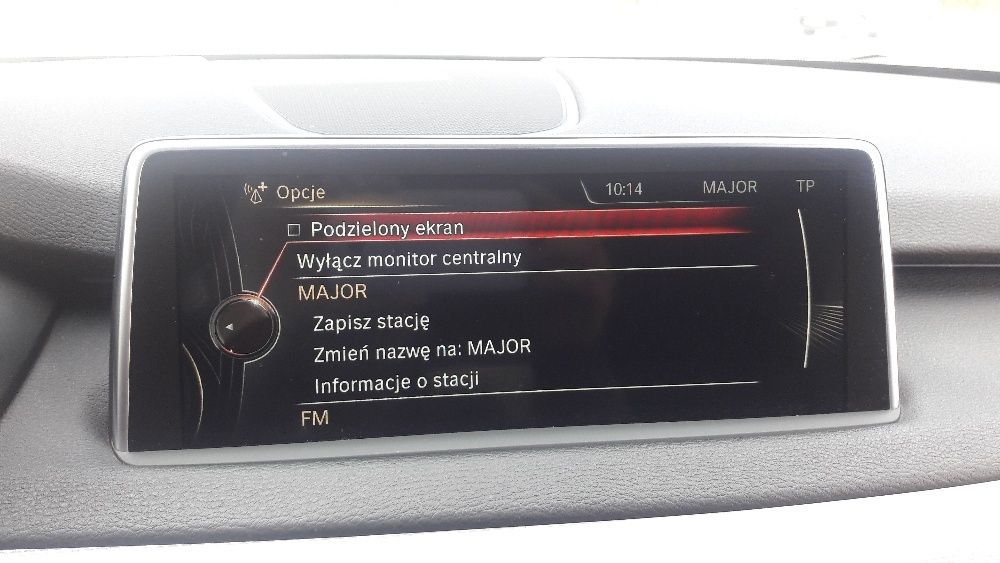 Opcje
10:14
MAJOR
TP
Podzielony ekran
Wyłącz monitor centralny
MAJOR
Zapisz stację
Zmień nazwę na: MAJOR
Informacje o stacji
FM